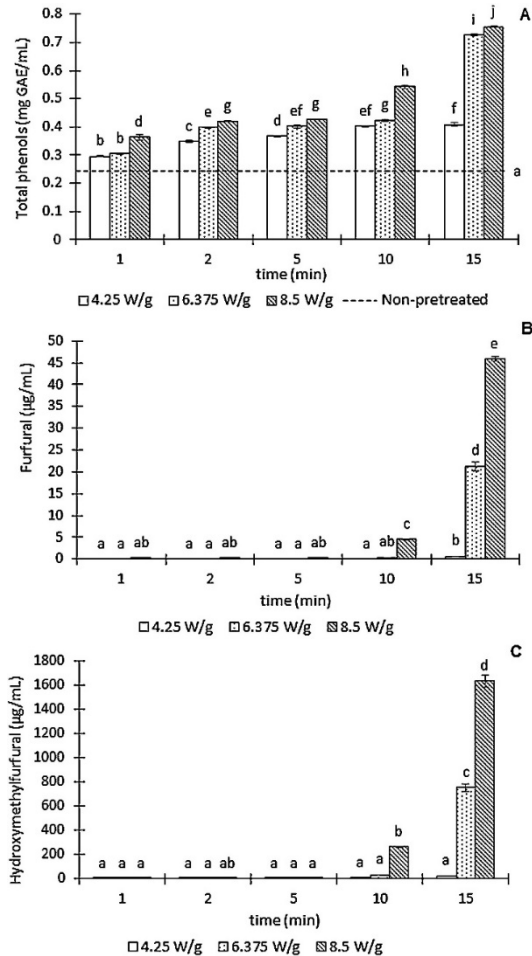 A
Total phenols (mg GAE/mL)
0.8
0.7
0.6
0.5
0.4
0.3
0.2
0.1
0
b b d
c e g
d ef g
ef g h
f i j
a
1 2 5 10 15
time (min)
4.25 W/g 6.375 W/g 8.5 W/g Non-pretreated
B
Furfural (µg/mL)
50
45
40
35
30
25
20
15
10
5
0
a a ab
a a ab
a a ab
a ab c
b d e
1 2 5 10 15
time (min)
4.25 W/g 6.375 W/g 8.5 W/g
C
Hydroxymethylfurfural (µg/mL)
1800
1600
1400
1200
1000
800
600
400
200
0
a a a
a a ab
a a a
a a b
a c d
1 2 5 10 15
time (min)
4.25 W/g 6.375 W/g 8.5 W/g